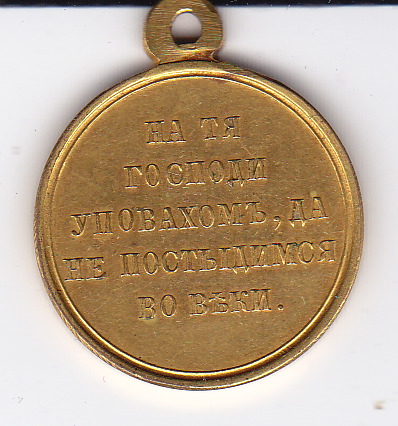 НА ТЯ
ГОСПОДИ
УПОВАХОМЪ, ДА
НЕ ПОСТЫДИМСЯ
ВО ВѢКИ.